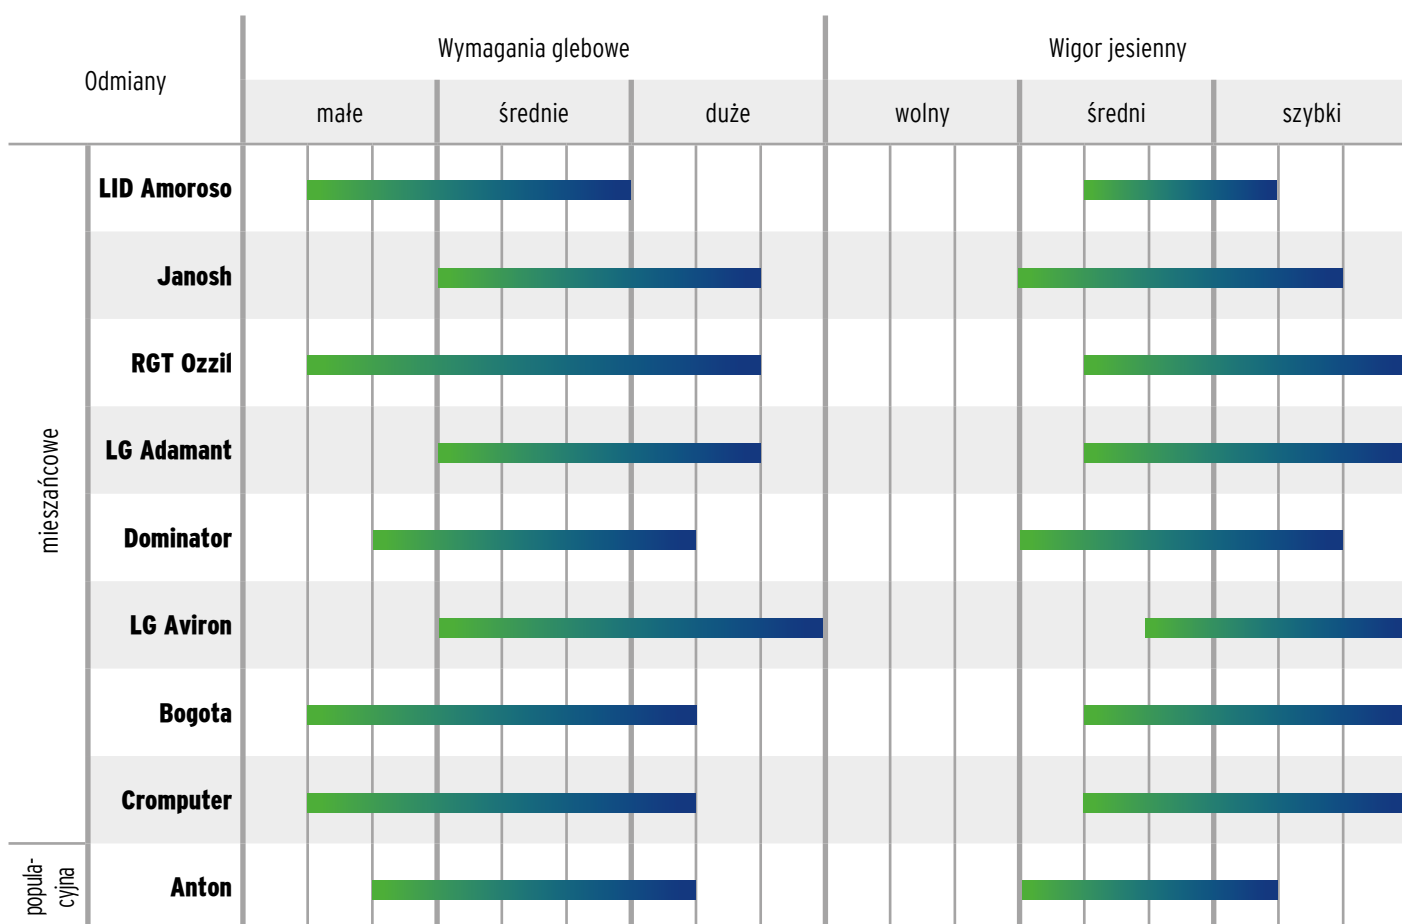 Odmiany
Wymagania glebowe
Wigor jesienny
małe
średnie
duże
wolny
średni
szybki
mieszańcowe
LID Amoroso
Janosh
RGT Ozzil
LG Adamant
Dominator
LG Aviron
Bogota
Cromputer
popula-
cyjna
Anton